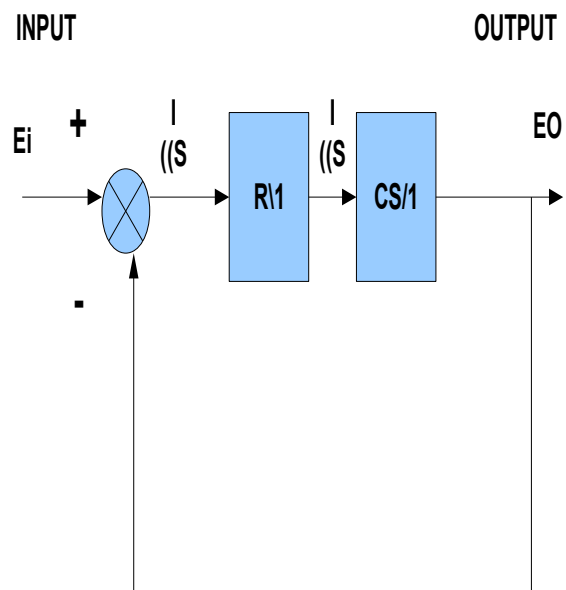 INPUT
OUTPUT
Ei
+
I
((S
R\1
I
((S
CS/1
EO
-